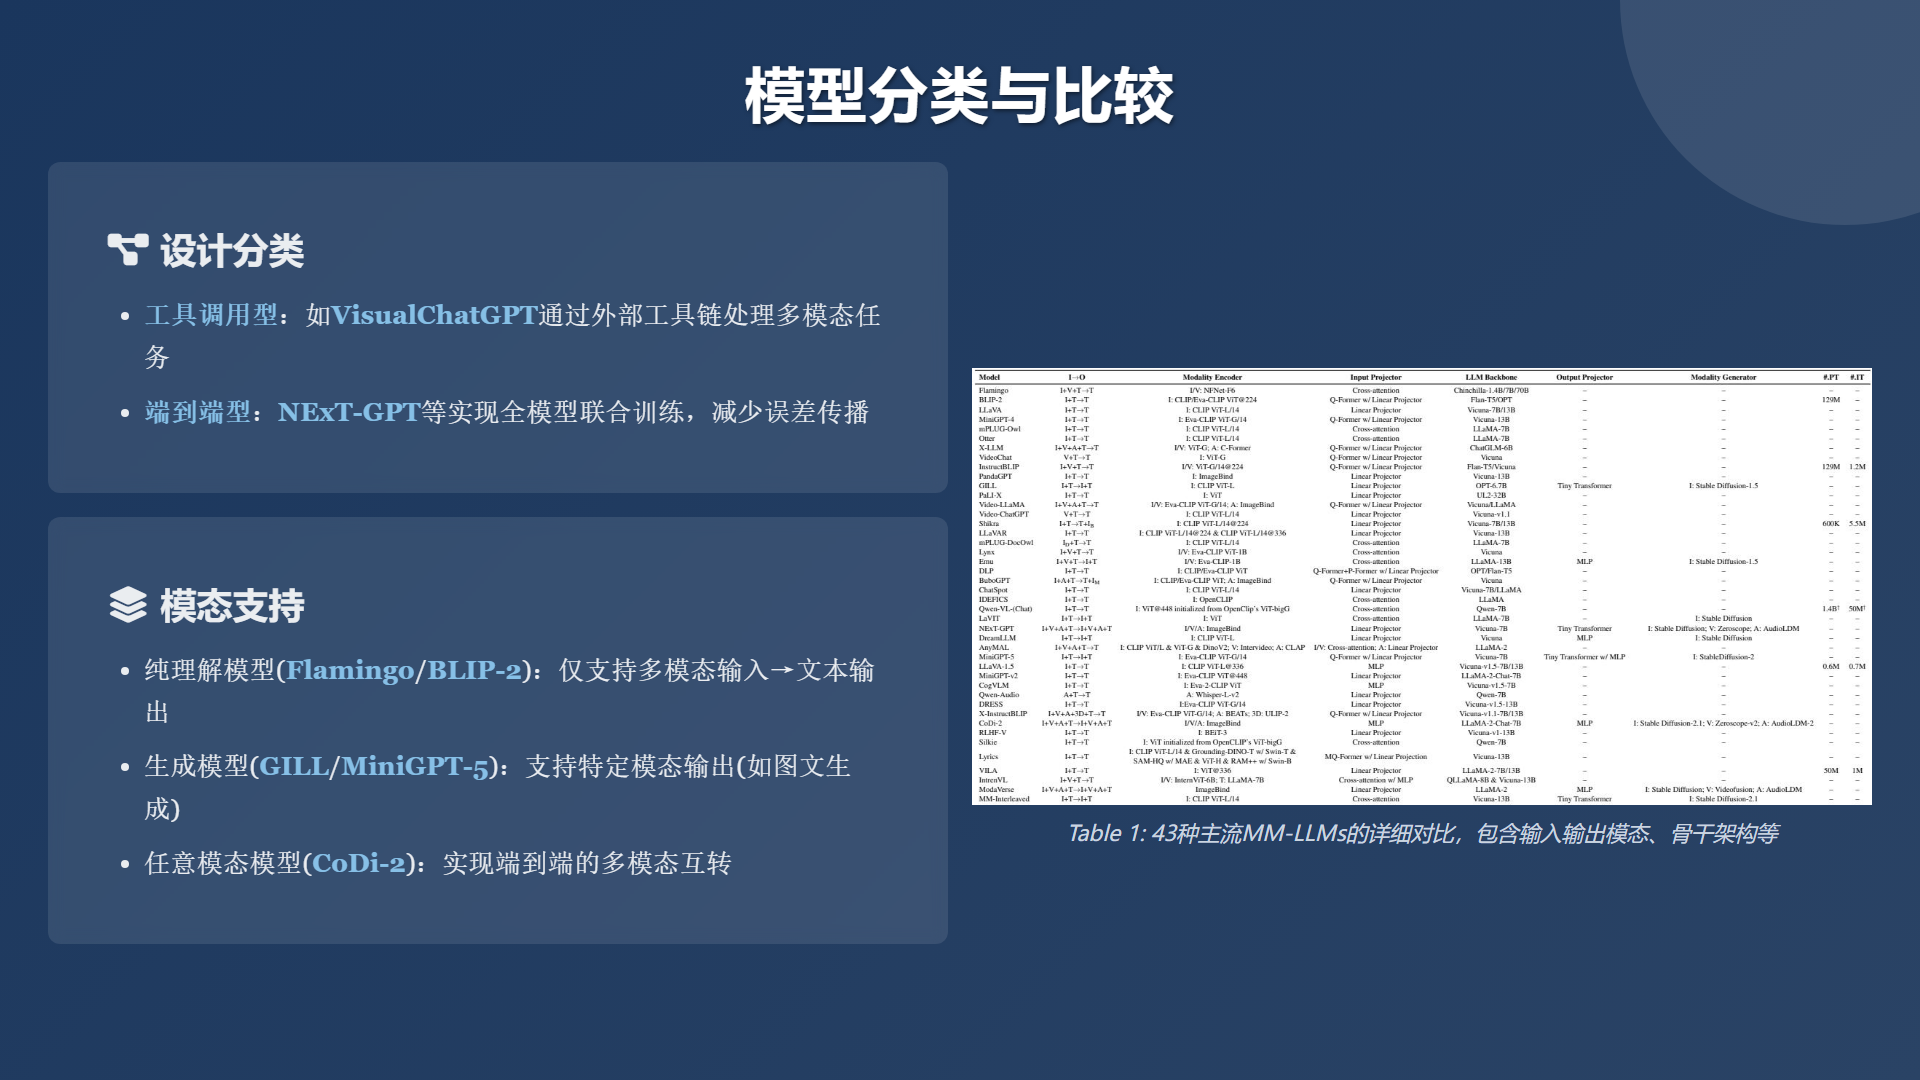 模型分类与比较
设计分类
工具调用型：如VisualChatGPT通过外部工具链处理多模态任
务
端到端型：NExT-GPT等实现全模型联合训练，减少误差传播
模态支持
纯理解模型(Flamingo/BLIP-2)：仅支持多模态输入→文本输
出
生成模型(GILL/MiniGPT-5)：支持特定模态输出(如图文生
成)
任意模态模型(CoDi-2)：实现端到端的多模态互转
Model I→O Modality Encoder Input Projector LLM Backbone Output Projector Modality Generator #.PT #.IT
Flamingo I+V+T→T I/V: NFNet-F6 Cross-attention Chinchilla-1.4B/7B/70B – – – –
BLIP-2 I+T→T I: CLIP/Eva-CLIP ViT@224 Q-Former w/ Linear Projector Flan-T5/OPT – – 129M –
LLaVA I+T→T I: CLIP ViT-L/14 Linear Projector Vicuna-7B/13B – – – –
MiniGPT-4 I+T→T I: Eva-CLIP ViT-G/14 Q-Former w/ Linear Projector Vicuna-13B – – – –
mPLUG-Owl I+T→T I: CLIP ViT-L/14 Cross-attention LLaMA-7B – – – –
Otter I+T→T I: CLIP ViT-L/14 Cross-attention LLaMA-7B – – – –
X-LLM I+V+A+T→T I/V: ViT-G; A: C-Former Q-Former w/ Linear Projector ChatGLM-6B – – – –
VideoChat V+T→T I: ViT-G Q-Former w/ Linear Projector Vicuna – – – –
InstructBLIP I+V+T→T I/V: ViT-G/14@224 Q-Former w/ Linear Projector Flan-T5/Vicuna – – 129M 1.2M
PandaGPT I+T→T I: ImageBind Linear Projector Vicuna-13B – – – –
GILL I+T→I+T I: CLIP ViT-L Linear Projector OPT-6.7B Tiny Transformer I: Stable Diffusion-1.5 – –
PaLI-X I+T→T I: ViT Linear Projector UL2-32B – – – –
Video-LLaMA I+V+A+T→T I/V: Eva-CLIP ViT-G/14; A: ImageBind Q-Former w/ Linear Projector Vicuna/LLaMA – – – –
Video-ChatGPT V+T→T I: CLIP ViT-L/14 Linear Projector Vicuna-v1.1 – – – –
Shikra I+T→T+I_B I: CLIP ViT-L/14@224 Linear Projector Vicuna-7B/13B – – 600K 5.5M
LLaVAR I+T→T I: CLIP ViT-L/14@224 & CLIP ViT-L/14@336 Linear Projector Vicuna-13B – – – –
mPLUG-DocOwl I_D+T→T I: CLIP ViT-L/14 Cross-attention LLaMA-7B – – – –
Lynx I+V+T→T I/V: Eva-CLIP ViT-1B Cross-attention Vicuna – – – –
Emu I+V+T→I+T I/V: Eva-CLIP-1B Cross-attention LLaMA-13B MLP I: Stable Diffusion-1.5 – –
DLP I+T→T I: CLIP/Eva-CLIP ViT Q-Former+P-Former w/ Linear Projector OPT/Flan-T5 – – – –
BuboGPT I+A+T→T+I_M I: CLIP/Eva-CLIP ViT; A: ImageBind Q-Former w/ Linear Projector Vicuna – – – –
ChatSpot I+T→T I: CLIP ViT-L/14 Linear Projector Vicuna-7B/LLaMA – – – –
IDEFICS I+T→T I: OpenCLIP Cross-attention LLaMA – – – –
Qwen-VL-(Chat) I+T→T I: ViT@448 initialized from OpenClip's ViT-bigG Cross-attention Qwen-7B – – 1.4B† 50M†
LaVIT I+T→I+T I: ViT Cross-attention LLaMA-7B – I: Stable Diffusion – –
NExT-GPT I+V+A+T→I+V+A+T I/V/A: ImageBind Linear Projector Vicuna-7B Tiny Transformer I: Stable Diffusion; V: Zeroscope; A: AudioLDM – –
DreamLLM I+T→I+T I: CLIP ViT-L Linear Projector Vicuna MLP I: Stable Diffusion – –
AnyMAL I+V+A+T→T I: CLIP ViT/L & ViT-G & DinoV2; V: Intervideo; A: CLAP I/V: Cross-attention; A: Linear Projector LLaMA-2 – – – –
MiniGPT-5 I+T→I+T I: Eva-CLIP ViT-G/14 Q-Former w/ Linear Projector Vicuna-7B Tiny Transformer w/ MLP I: StableDiffusion-2 – –
LLaVA-1.5 I+T→T I: CLIP ViT-L@336 MLP Vicuna-v1.5-7B/13B – – 0.6M 0.7M
MiniGPT-v2 I+T→T I: Eva-CLIP ViT@448 Linear Projector LLaMA-2-Chat-7B – – – –
CogVLM I+T→T I: Eva-2-CLIP ViT MLP Vicuna-v1.5-7B – – – –
Qwen-Audio A+T→T A: Whisper-L-v2 Linear Projector Qwen-7B – – – –
DRESS I+T→T I:Eva-CLIP ViT-G/14 Linear Projector Vicuna-v1.5-13B – – – –
X-InstructBLIP I+V+A+3D+T→T I/V: Eva-CLIP ViT-G/14; A: BEATs; 3D: ULIP-2 Q-Former w/ Linear Projector Vicuna-v1.1-7B/13B – – – –
CoDi-2 I+V+A+T→I+V+A+T I/V/A: ImageBind MLP LLaMA-2-Chat-7B MLP I: Stable Diffusion-2.1; V: Zeroscope-v2; A: AudioLDM-2 – –
RLHF-V I+T→T I: BEiT-3 Linear Projector Vicuna-v1-13B – – – –
Silkie I+T→T I: ViT initialized from OpenCLIP's ViT-bigG Cross-attention Qwen-7B – – – –
Lyrics I+T→T I: CLIP ViT-L/14 & Grounding-DINO-T w/ Swin-T & SAM-HQ w/ MAE & ViT-H & RAM++ w/ Swin-B MQ-Former w/ Linear Projection Vicuna-13B – – – –
VILA I+T→T I: ViT@336 Linear Projector LLaMA-2-7B/13B – – 50M 1M
IntrenVL I+V+T→T I/V: InternViT-6B; T: LLaMA-7B Cross-attention w/ MLP QLLaMA-8B & Vicuna-13B – – – –
ModaVerse I+V+A+T→I+V+A+T ImageBind Linear Projector LLaMA-2 MLP I: Stable Diffusion; V: Videofusion; A: AudioLDM – –
MM-Interleaved I+T→I+T I: CLIP ViT-L/14 Cross-attention Vicuna-13B Tiny Transformer I: Stable Diffusion-2.1 – –
Table 1: 43种主流MM-LLMs的详细对比，包含输入输出模态、骨干架构等